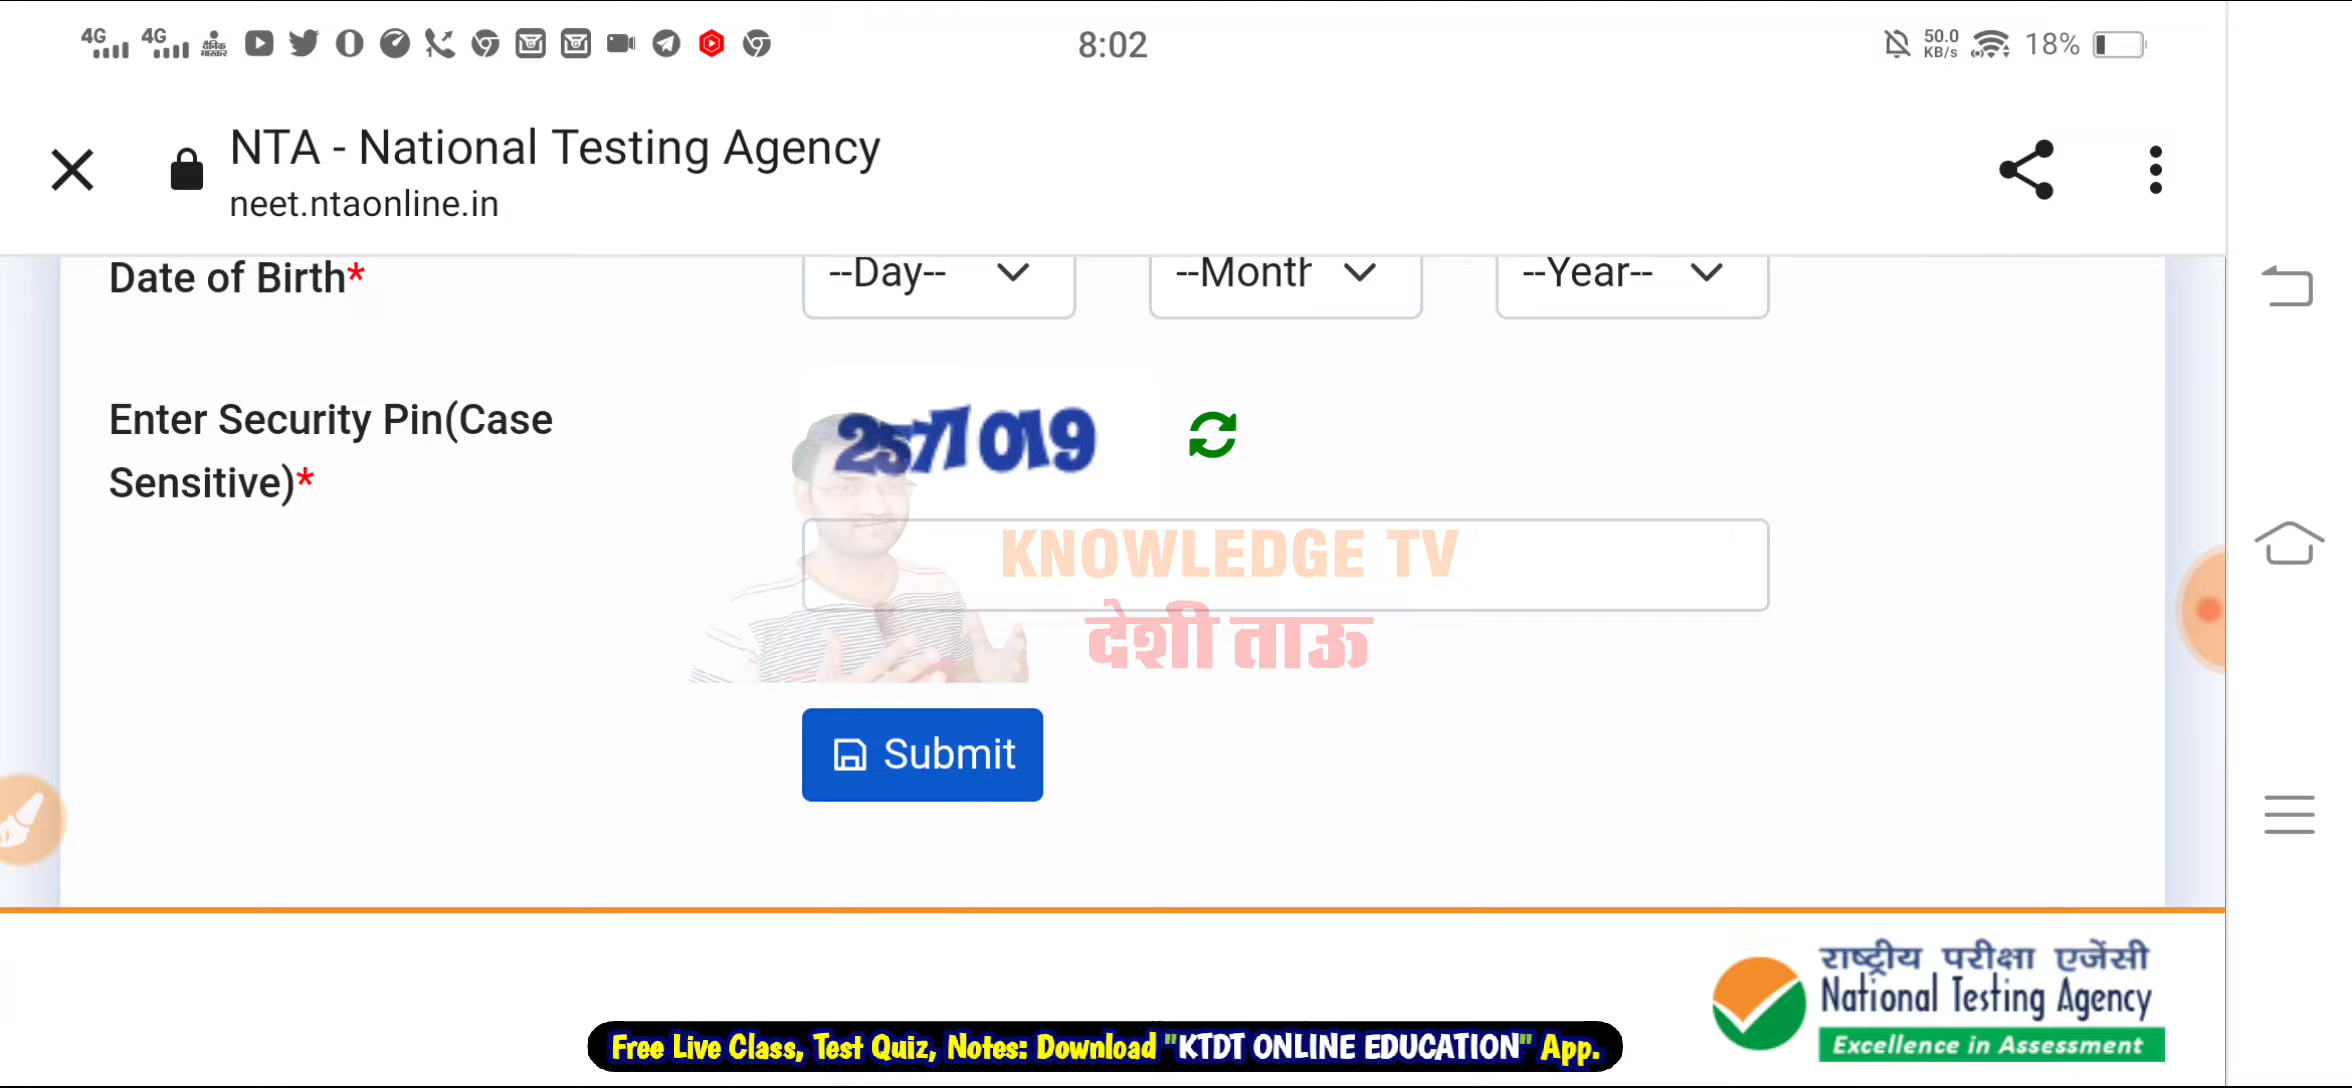 4G 4G दैनिक भास्कर 8:02 50.0 KB/s 18%
NTA - National Testing Agency
neet.ntaonline.in
Date of Birth* --Day-- --Month --Year--
Enter Security Pin(Case
Sensitive)*
KNOWLEDGE TV
देशी ताऊ
Submit
राष्ट्रीय परीक्षा एजेंसी
National Testing Agency
Excellence in Assessment
Free Live Class, Test Quiz, Notes: Download "KTDT ONLINE EDUCATION" App.